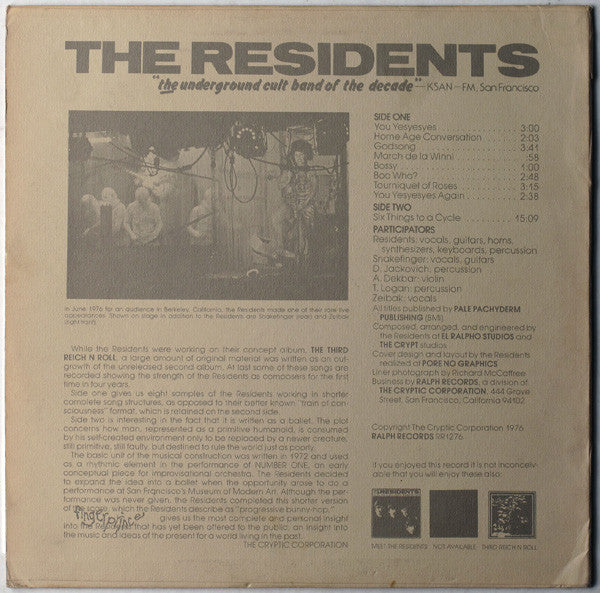 THE RESIDENTS
"the underground cult band of the decade"—KSAN—FM, San Francisco
In June, 1976 for an audience in Berkeley, California, the Residents made one of their rare live
appearances. Shown on stage in addition to the Residents are Snakefinger (rear) and Zeibak
(right front).
While the Residents were working on their concept album, THE THIRD
REICH N ROLL, a large amount of original material was written as an out-
growth of the unreleased second album. At last some of these songs are
recorded showing the strength of the Residents as composers for the first
time in four years.
Side one gives us eight samples of the Residents working in shorter
complete song structures, as opposed to their better known "train of con-
sciousness" format, which is retained on the second side.
Side two is interesting in the fact that it is written as a ballet. The plot
concerns how man, represented as a primitive humanoid, is consumed
by his self-created environment only to be replaced by a newer creature,
still primitive, still faulty, but destined to rule the world just as poorly.
The basic unit of the musical construction was written in 1972 and used
as a rhythmic element in the performance of NUMBER ONE, an early
conceptual piece for improvisational orchestra. The Residents decided
to expand the idea into a ballet when the opportunity arose to do a
performance at San Francisco's Museum of Modern Art. Although the per-
formance was never given, the Residents completed this shorter version
of the score, which the Residents describe as "progressive bunny-hop."
fingerprince gives us the most complete and personal insight
into the Residents that has yet been offered to the public; an insight into
the music and ideas of the present for a world living in the past.
THE CRYPTIC CORPORATION
SIDE ONE
You Yesyesyes 3:00
Home Age Conversation 2:03
Godsong 3:41
March de la Winni :58
Bossy 1:00
Boo Who? 2:48
Tourniquet of Roses 3:15
You Yesyesyes Again 2:38
SIDE TWO
Six Things to a Cycle 15:09
PARTICIPATORS
Residents: vocals, guitars, horns,
synthesizers, keyboards, percussion
Snakefinger: vocals, guitars
D. Jackovich: percussion
A. Dekbar: violin
T. Logan: percussion
Zeibak: vocals
All titles published by PALE PACHYDERM
PUBLISHING (BMI)
Composed, arranged, and engineered by
the Residents at EL RALPHO STUDIOS and
THE CRYPT studios
Cover design and layout by the Residents
realized at PORE NO GRAPHICS
Liner photograph by Richard McCaffree
Business by RALPH RECORDS, a division of
THE CRYPTIC CORPORATION, 444 Grove
Street, San Francisco, California 94102
Copyright The Cryptic Corporation 1976
RALPH RECORDS RR1276
If you enjoyed this record it is not inconceiv-
able that you will enjoy these also:
THE RESIDENTS
MEET THE RESIDENTS NOT AVAILABLE THIRD REICH N ROLL